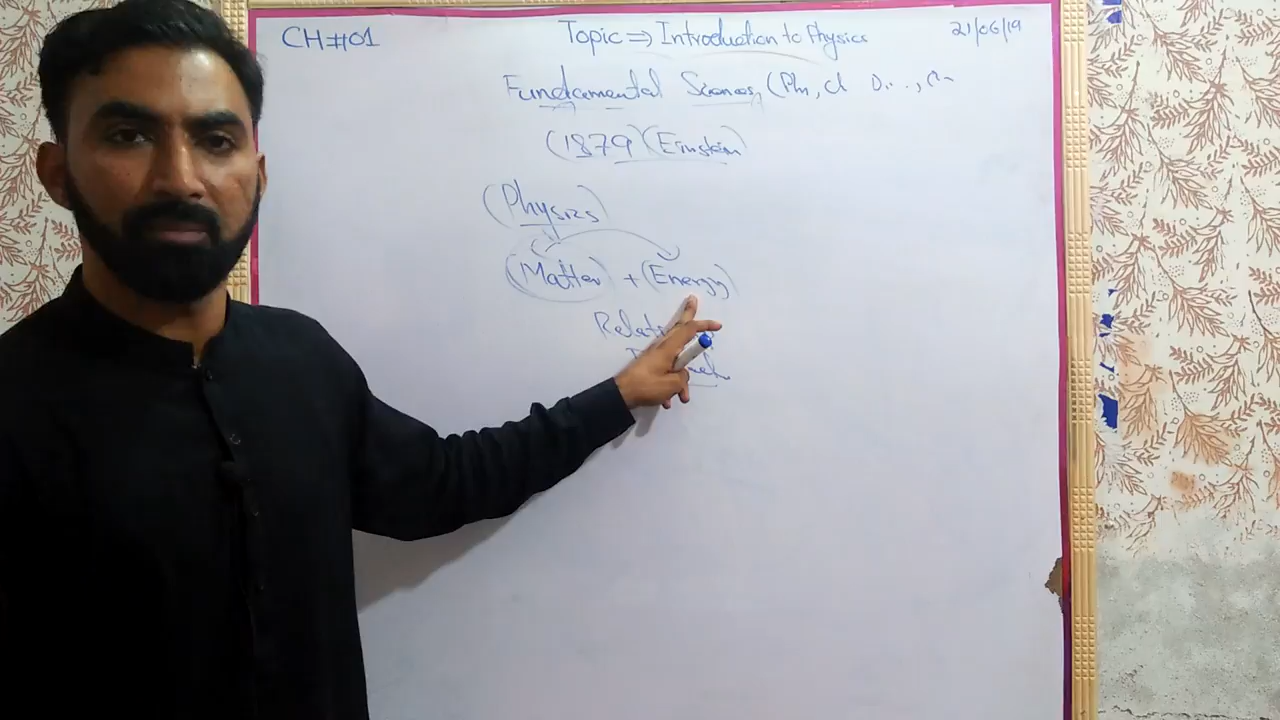 CH#01
Topic ⇒ Introduction to Physics
21/06/19
Fundamental Sciences, (Ph, ch
(1879) (Einstein)
(Physics)
(Matter) + (Energy)